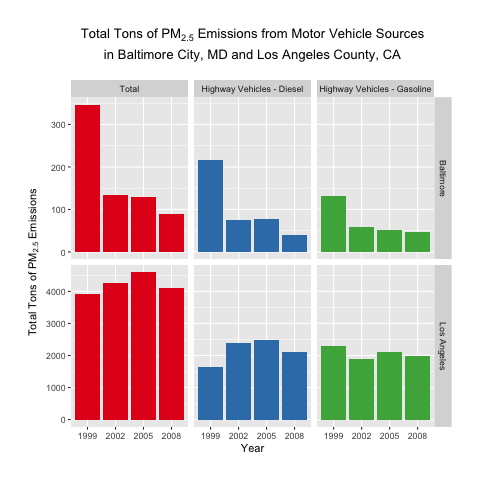 Total Tons of PM2.5 Emissions from Motor Vehicle Sources
in Baltimore City, MD and Los Angeles County, CA
Total
Highway Vehicles - Diesel
Highway Vehicles - Gasoline
Total Tons of PM2.5 Emissions
300
200
100
0
Baltimore
4000
3000
2000
1000
0
Los Angeles
1999 2002 2005 2008
1999 2002 2005 2008
1999 2002 2005 2008
Year